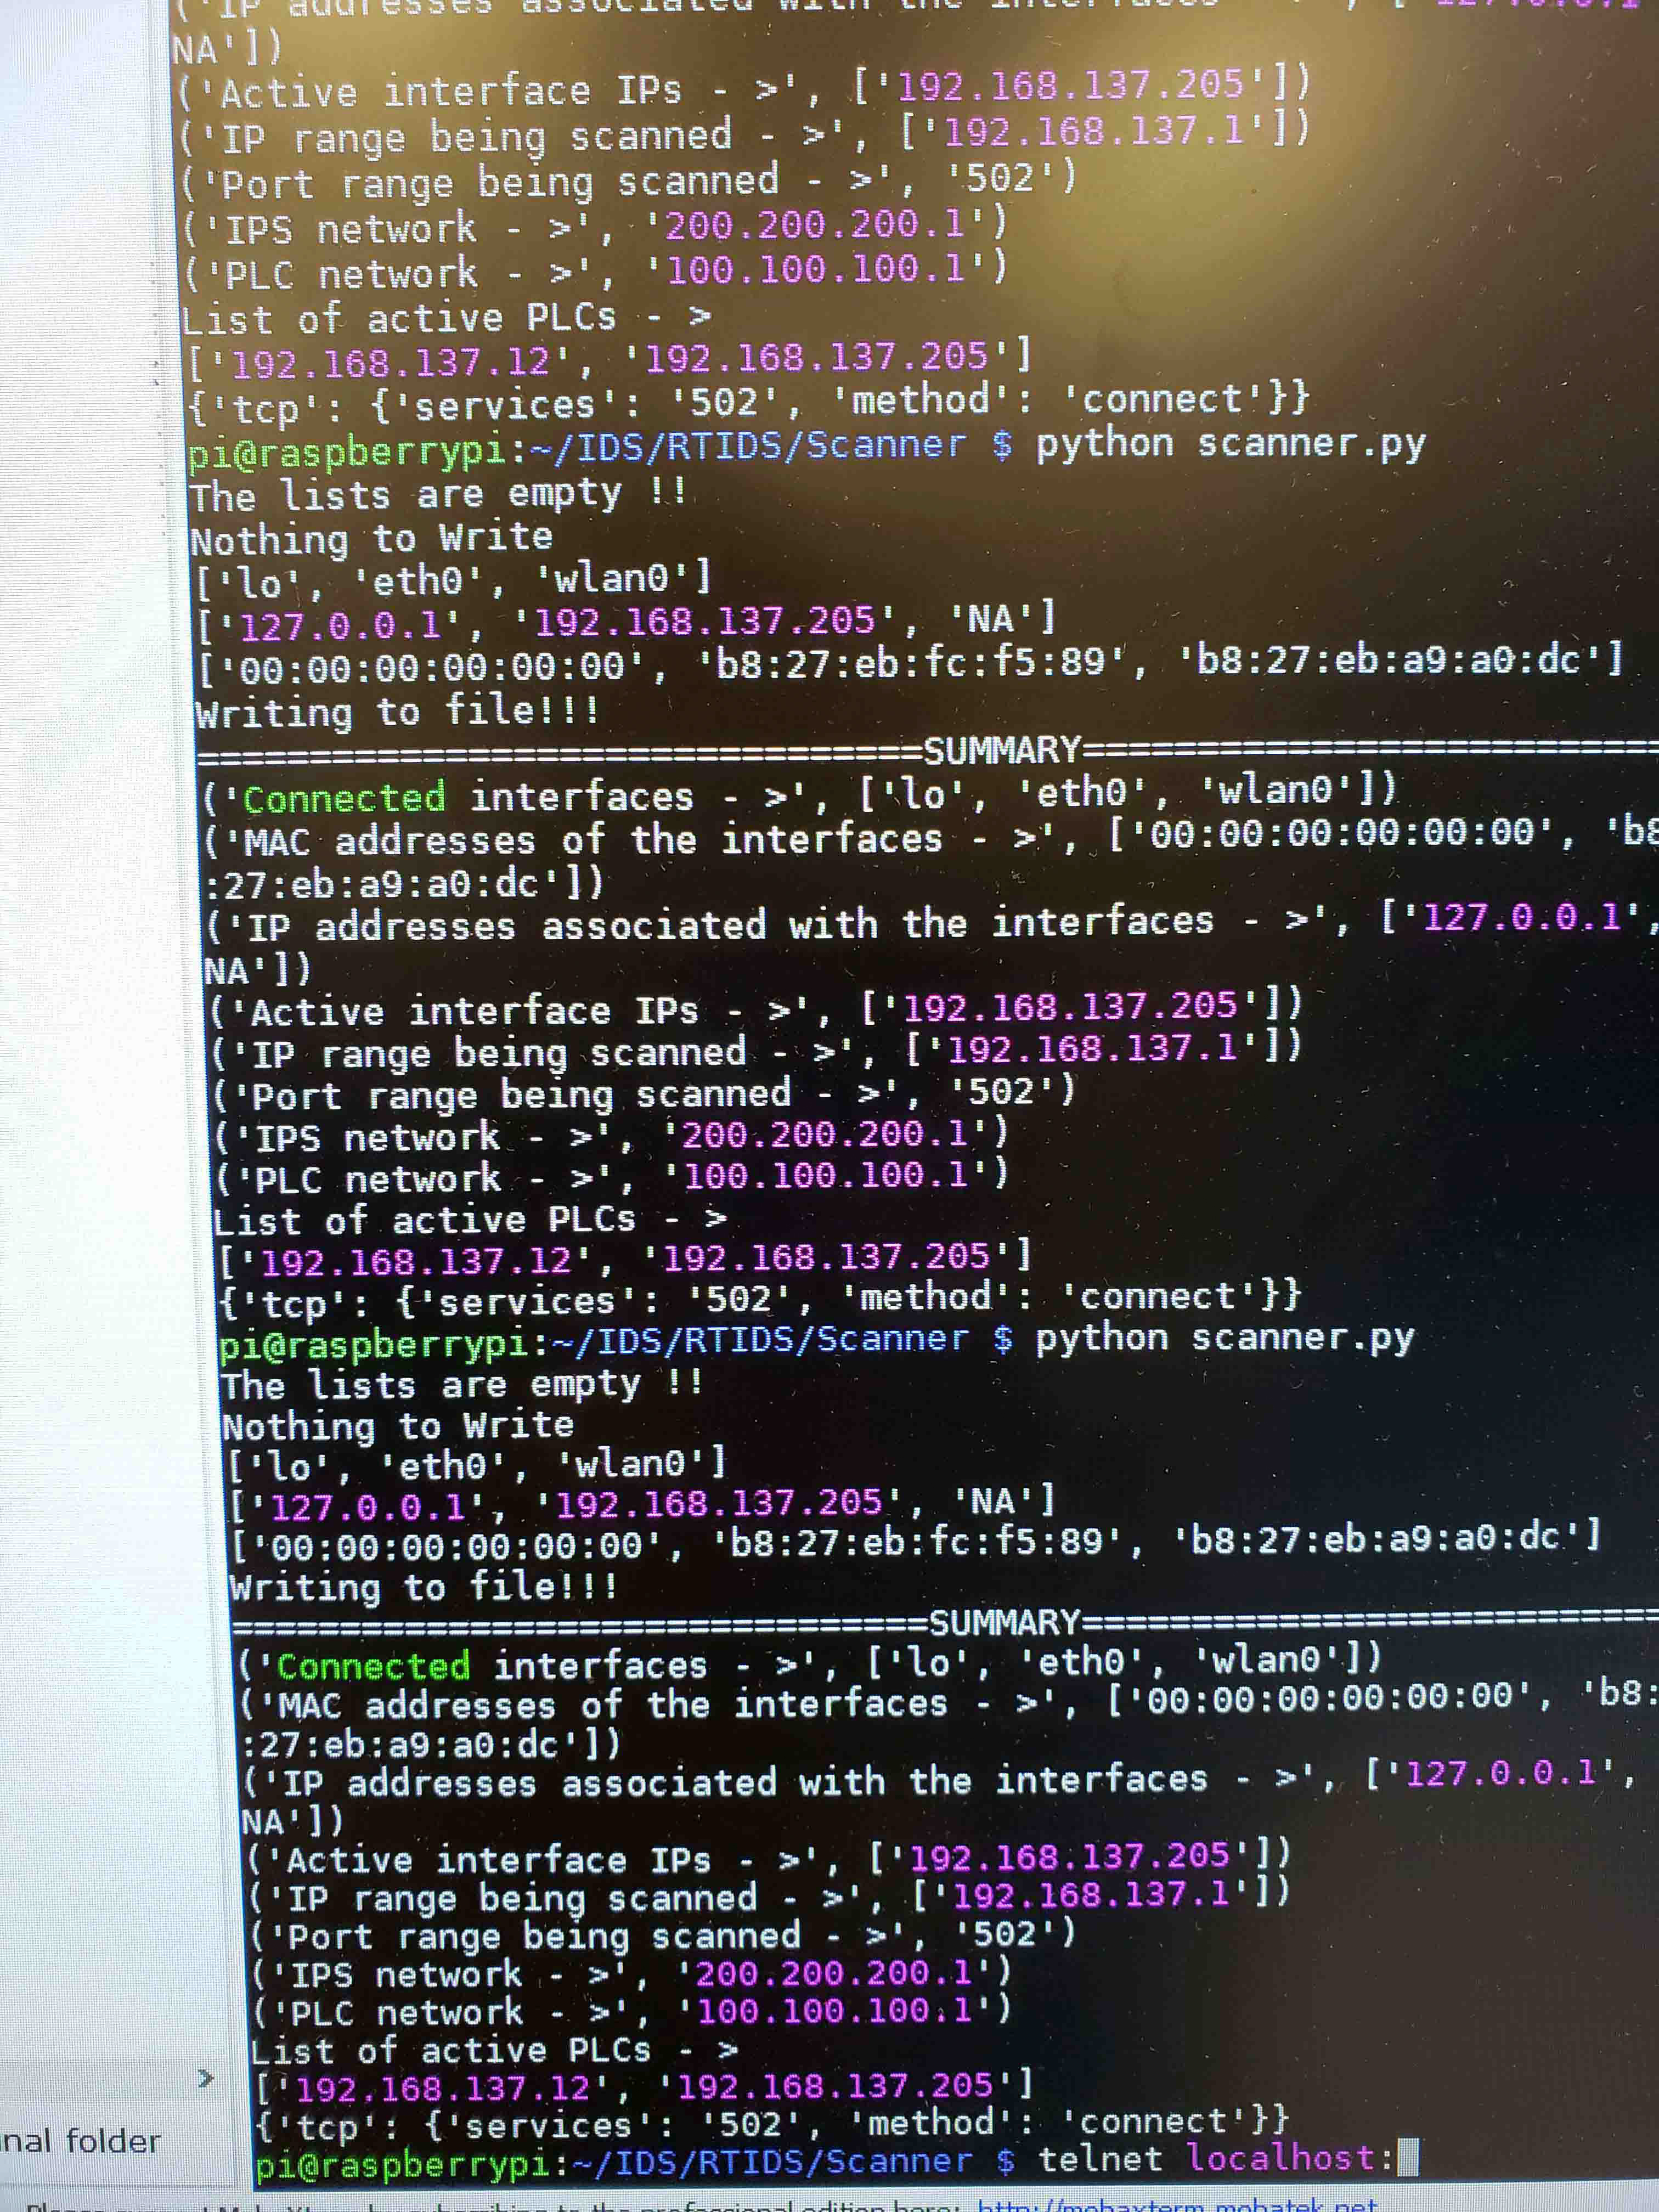 ('IP addresses associated with the interfaces - >', ['127.0.0.1
NA'])
('Active interface IPs - >', ['192.168.137.205'])
('IP range being scanned - >', ['192.168.137.1'])
('Port range being scanned - >', '502')
('IPS network - >', '200.200.200.1')
('PLC network - >', '100.100.100.1')
List of active PLCs - >
['192.168.137.12', '192.168.137.205']
{'tcp': {'services': '502', 'method': 'connect'}}
pi@raspberrypi:~/IDS/RTIDS/Scanner $ python scanner.py
The lists are empty !!
Nothing to Write
['lo', 'eth0', 'wlan0']
['127.0.0.1', '192.168.137.205', 'NA']
['00:00:00:00:00:00', 'b8:27:eb:fc:f5:89', 'b8:27:eb:a9:a0:dc']
Writing to file!!!
================================SUMMARY==========================
('Connected interfaces - >', ['lo', 'eth0', 'wlan0'])
('MAC addresses of the interfaces - >', ['00:00:00:00:00:00', 'b8
:27:eb:a9:a0:dc'])
('IP addresses associated with the interfaces - >', ['127.0.0.1',
NA'])
('Active interface IPs - >', ['192.168.137.205'])
('IP range being scanned - >', ['192.168.137.1'])
('Port range being scanned - >', '502')
('IPS network - >', '200.200.200.1')
('PLC network - >', '100.100.100.1')
List of active PLCs - >
['192.168.137.12', '192.168.137.205']
{'tcp': {'services': '502', 'method': 'connect'}}
pi@raspberrypi:~/IDS/RTIDS/Scanner $ python scanner.py
The lists are empty !!
Nothing to Write
['lo', 'eth0', 'wlan0']
['127.0.0.1', '192.168.137.205', 'NA']
['00:00:00:00:00:00', 'b8:27:eb:fc:f5:89', 'b8:27:eb:a9:a0:dc']
Writing to file!!!
================================SUMMARY==========================
('Connected interfaces - >', ['lo', 'eth0', 'wlan0'])
('MAC addresses of the interfaces - >', ['00:00:00:00:00:00', 'b8:
:27:eb:a9:a0:dc'])
('IP addresses associated with the interfaces - >', ['127.0.0.1',
NA'])
('Active interface IPs - >', ['192.168.137.205'])
('IP range being scanned - >', ['192.168.137.1'])
('Port range being scanned - >', '502')
('IPS network - >', '200.200.200.1')
('PLC network - >', '100.100.100.1')
List of active PLCs - >
['192.168.137.12', '192.168.137.205']
{'tcp': {'services': '502', 'method': 'connect'}}
nal folder
pi@raspberrypi:~/IDS/RTIDS/Scanner $ telnet localhost:
to the professional edition here: http://mobaxterm.mobatek.net